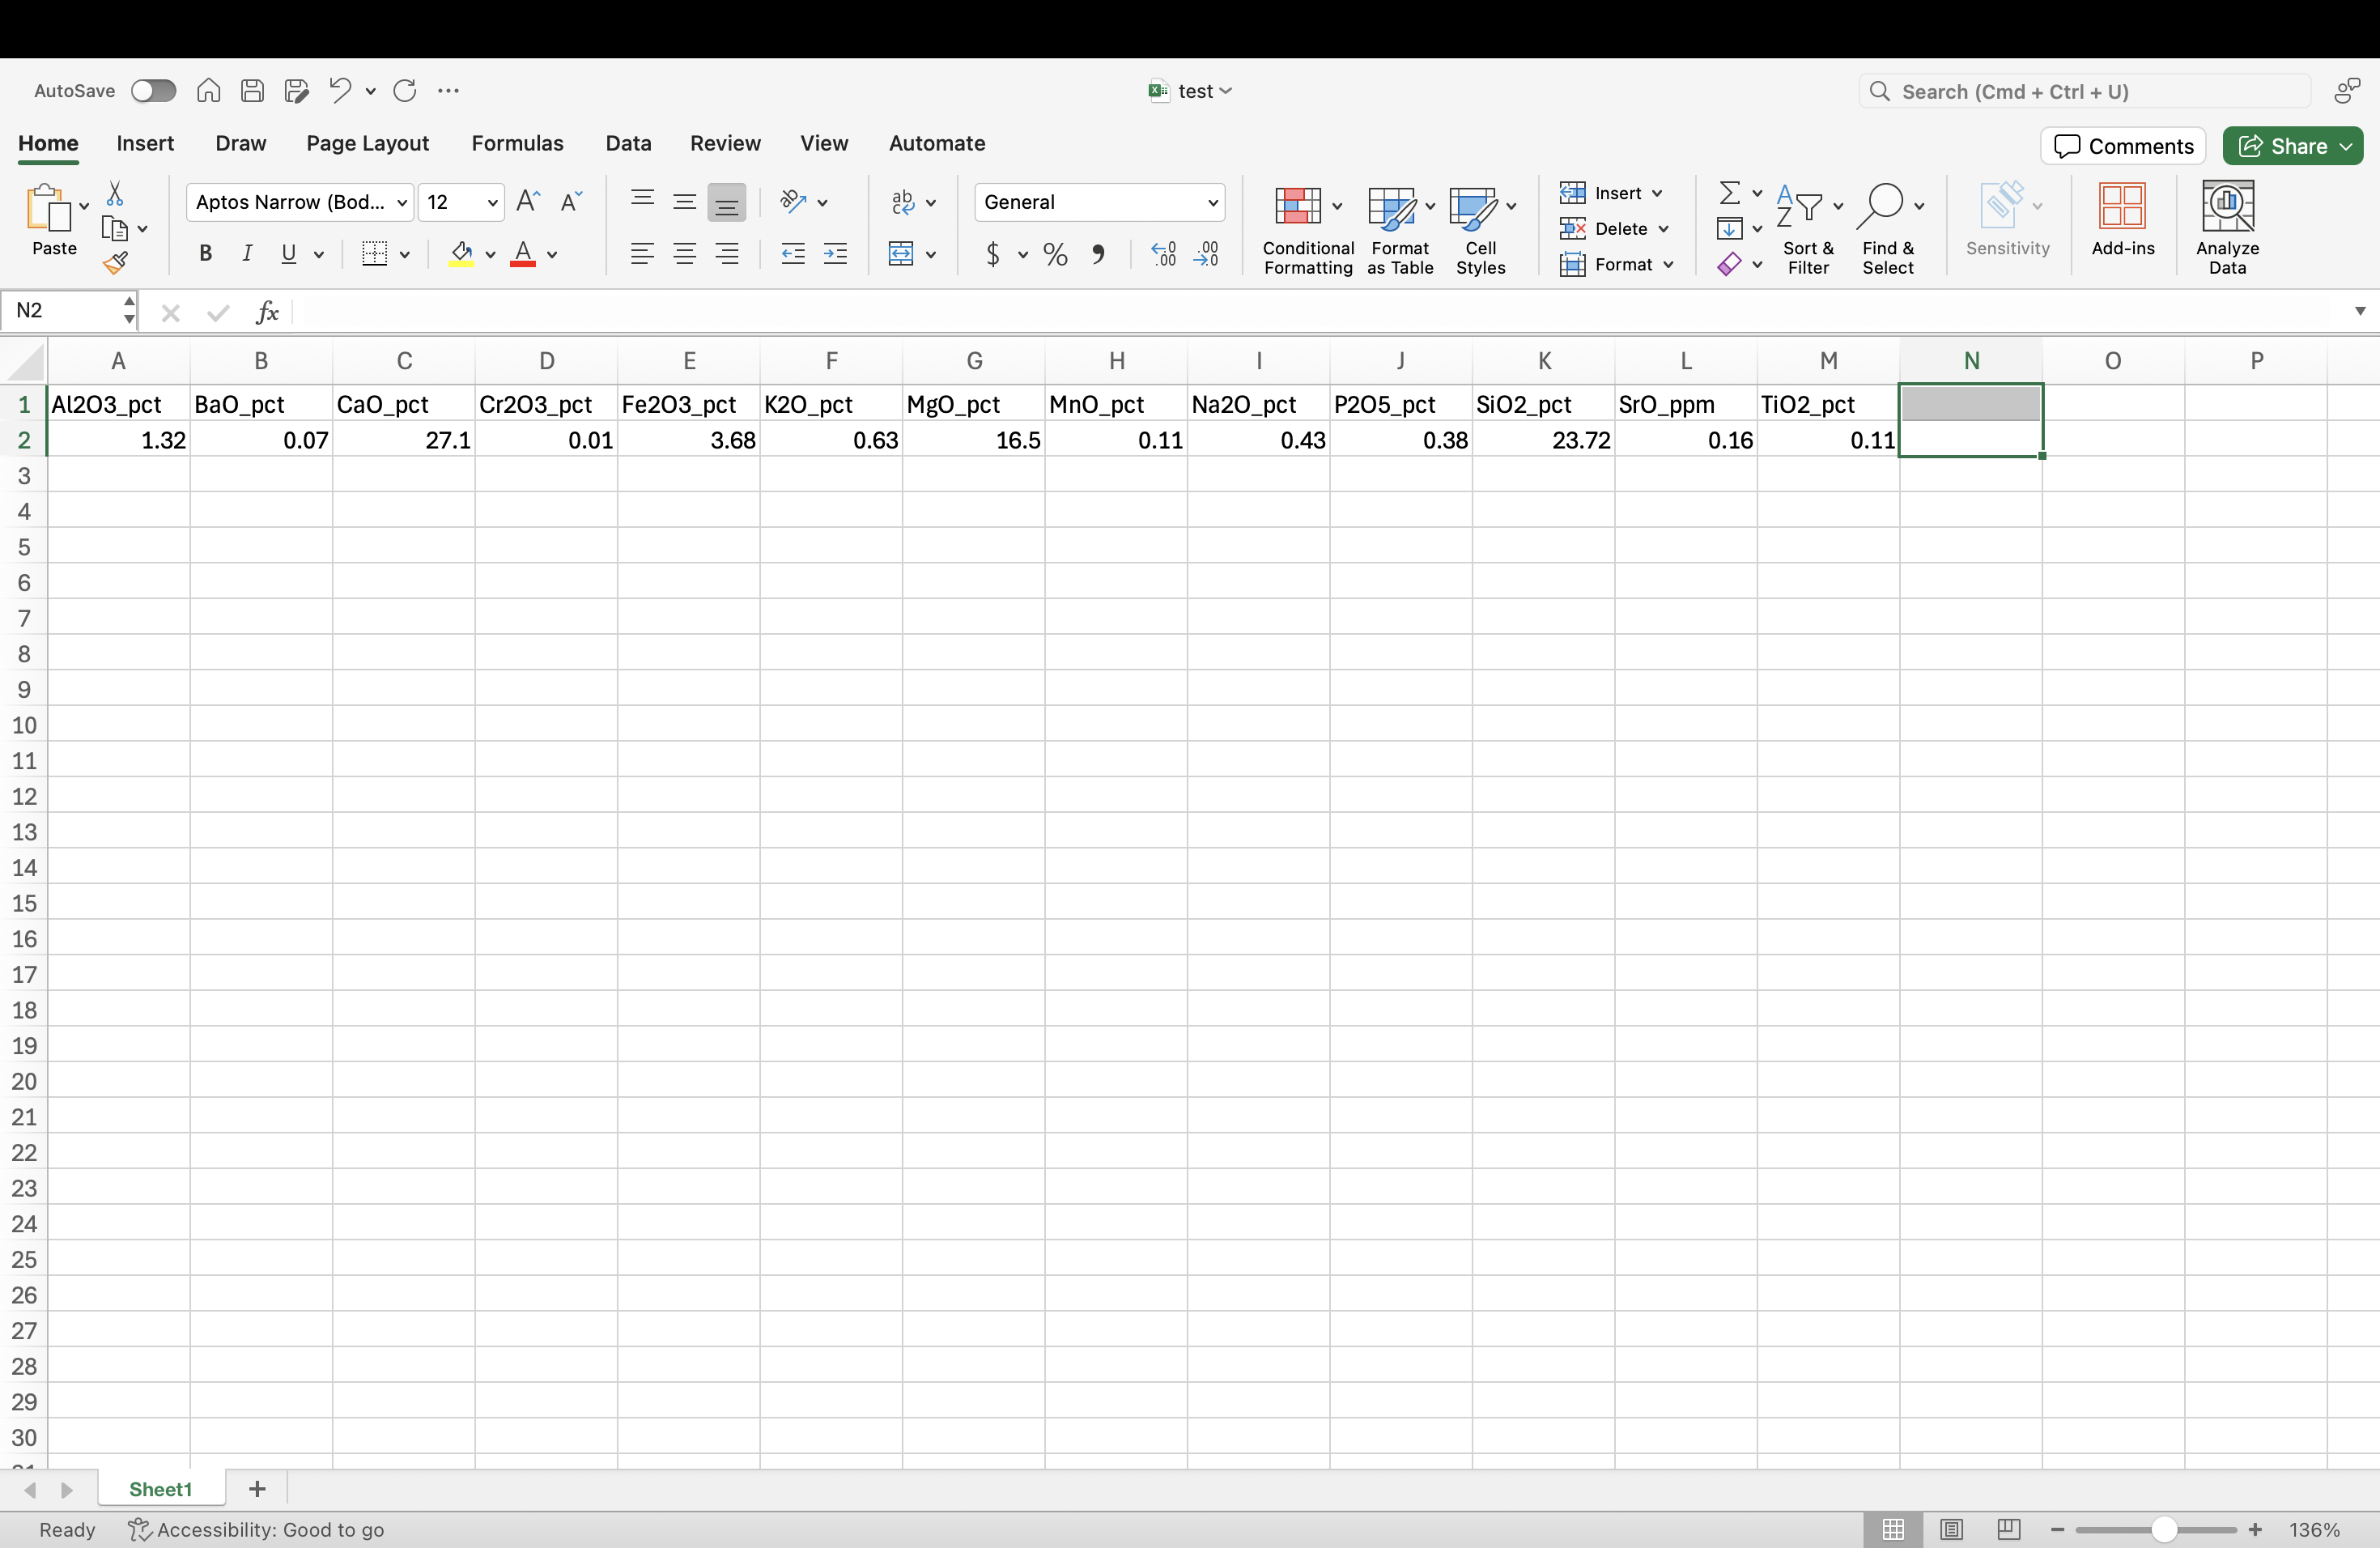 AutoSave
test
Search (Cmd + Ctrl + U)
Home Insert Draw Page Layout Formulas Data Review View Automate
Comments
Share
Paste
Aptos Narrow (Bod...
12
General
Conditional Formatting
Format as Table
Cell Styles
Insert
Delete
Format
Sort & Filter
Find & Select
Sensitivity
Add-ins
Analyze Data
N2
fx
A B C D E F G H I J K L M N O P
1 Al2O3_pct BaO_pct CaO_pct Cr2O3_pct Fe2O3_pct K2O_pct MgO_pct MnO_pct Na2O_pct P2O5_pct SiO2_pct SrO_ppm TiO2_pct
2 1.32 0.07 27.1 0.01 3.68 0.63 16.5 0.11 0.43 0.38 23.72 0.16 0.11
3
4
5
6
7
8
9
10
11
12
13
14
15
16
17
18
19
20
21
22
23
24
25
26
27
28
29
30
Sheet1
Ready
Accessibility: Good to go
136%